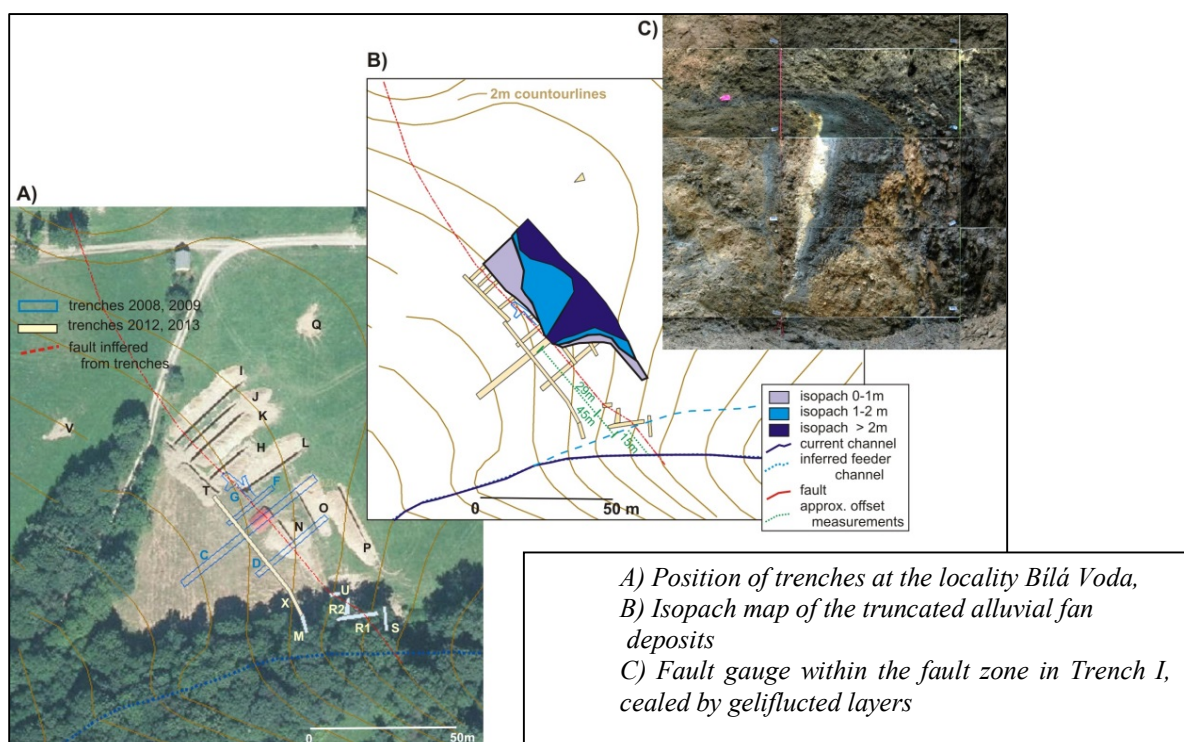 C)
B)
2m countourlines
A)
trenches 2008, 2009
trenches 2012, 2013
fault inffered
from trenches
Q
I
J
K
V
H
L
T
G
F
O
N
C
D
P
X
U
R2
R1
S
M
50m
29m
45m
15m
0
50 m
isopach 0-1m
isopach 1-2 m
isopach > 2m
current channel
inferred feeder
channel
fault
approx. offset
measurements
A) Position of trenches at the locality Bílá Voda,
B) Isopach map of the truncated alluvial fan
deposits
C) Fault gauge within the fault zone in Trench I,
cealed by geliflucted layers